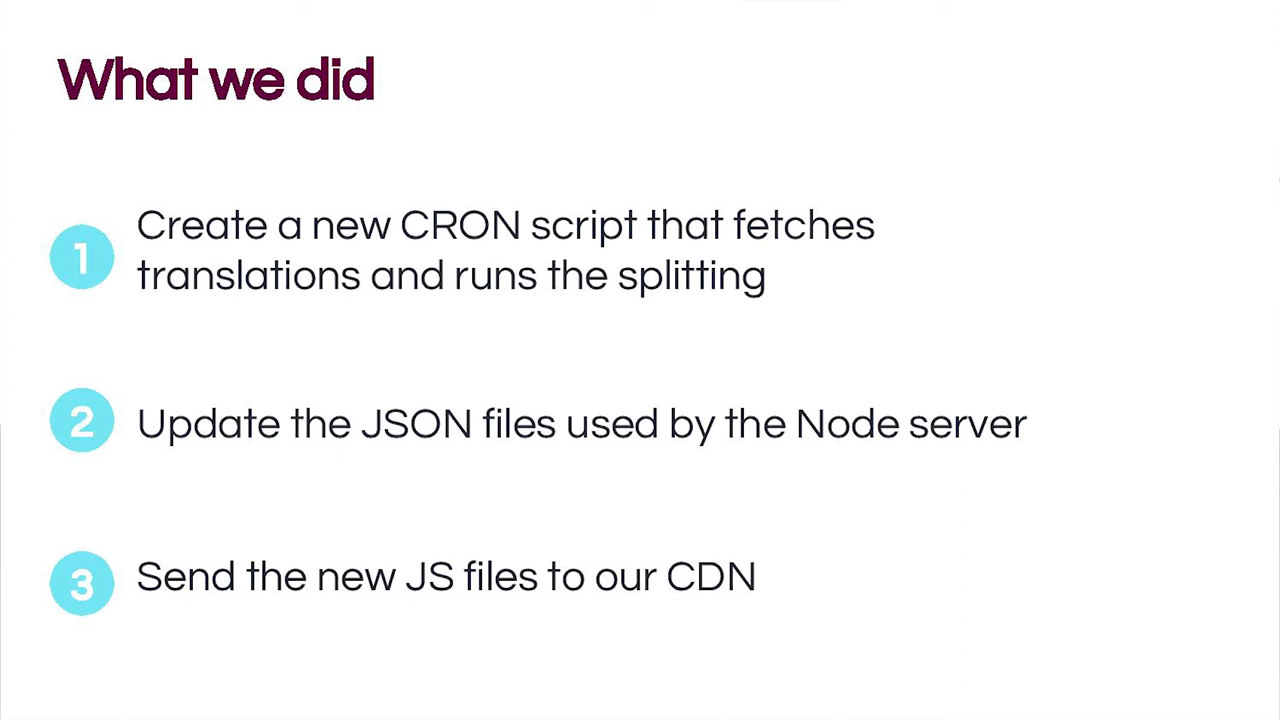 What we did
1
Create a new CRON script that fetches
translations and runs the splitting
2
Update the JSON files used by the Node server
3
Send the new JS files to our CDN